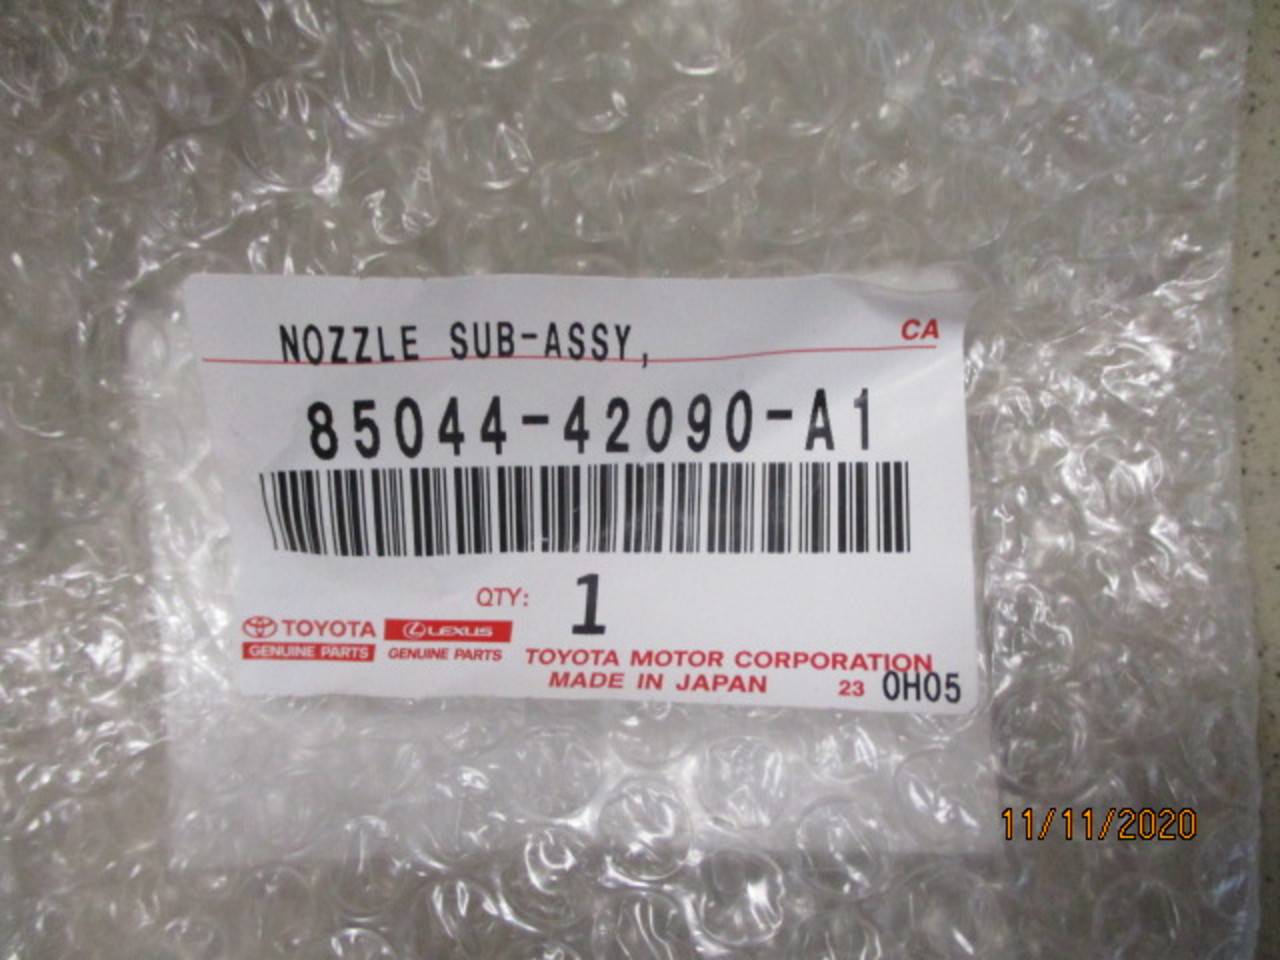 NOZZLE SUB-ASSY,
CA
85044-42090-A1
QTY: 1
TOYOTA
GENUINE PARTS
LEXUS
GENUINE PARTS
TOYOTA MOTOR CORPORATION
MADE IN JAPAN
23 0H05
11/11/2020